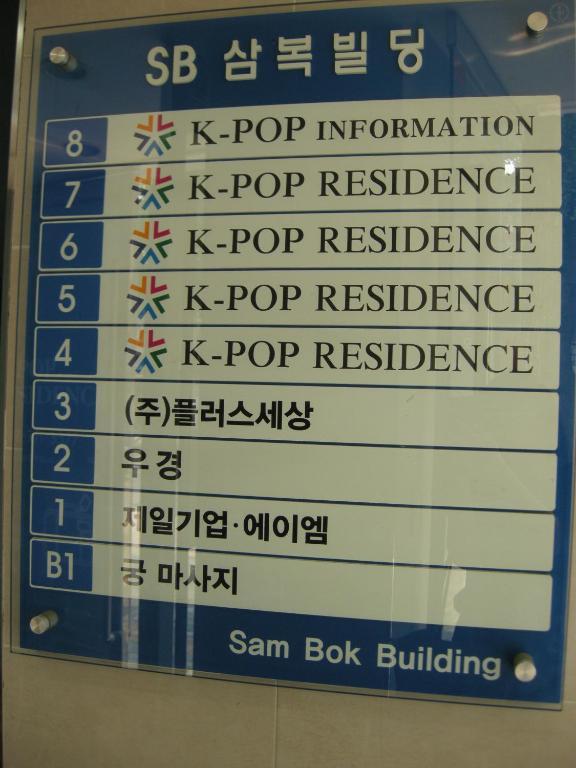 SB 삼복빌딩
8 K-POP INFORMATION
7 K-POP RESIDENCE
6 K-POP RESIDENCE
5 K-POP RESIDENCE
4 K-POP RESIDENCE
3 (주)플러스세상
2 우경
1 제일기업·에이엠
B1 궁 마사지
Sam Bok Building